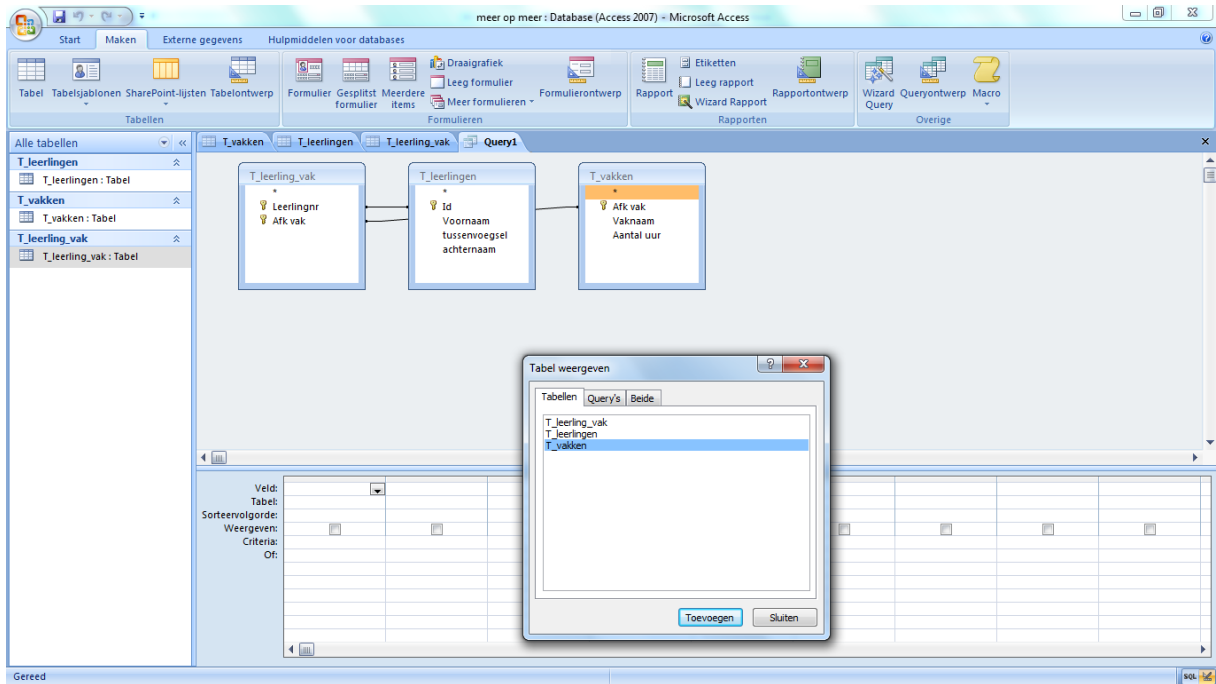 meer op meer : Database (Access 2007) - Microsoft Access
Start Maken Externe gegevens Hulpmiddelen voor databases
Tabel Tabelsjablonen SharePoint-lijsten Tabelontwerp
Tabellen
Formulier Gesplitst formulier Meerdere items
Draaigrafiek
Leeg formulier
Meer formulieren
Formulierontwerp
Formulieren
Rapport
Etiketten
Leeg rapport
Wizard Rapport
Rapportontwerp
Rapporten
Wizard Query Queryontwerp Macro
Overige
Alle tabellen
T_leerlingen
T_leerlingen : Tabel
T_vakken
T_vakken : Tabel
T_leerling_vak
T_leerling_vak : Tabel
T_vakken T_leerlingen T_leerling_vak Query1
T_leerling_vak
*
Leerlingnr
Afk vak
T_leerlingen
*
Id
Voornaam
tussenvoegsel
achternaam
T_vakken
*
Afk vak
Vaknaam
Aantal uur
Tabel weergeven
Tabellen Query's Beide
T_leerling_vak
T_leerlingen
T_vakken
Toevoegen Sluiten
Veld:
Tabel:
Sorteervolgorde:
Weergeven:
Criteria:
Of:
Gereed
SQL